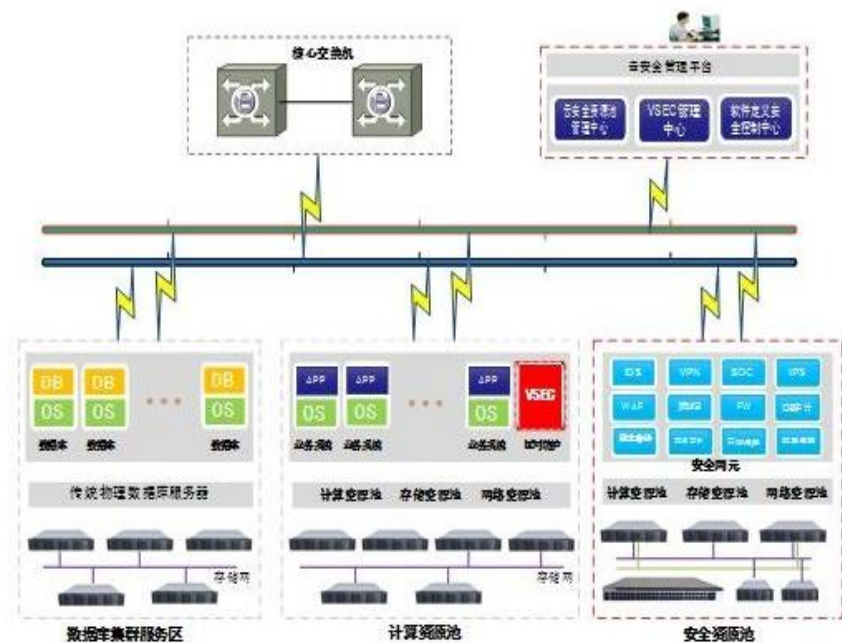 核心交换机
云安全管理平台
云安全资源池
管理中心
VSEC管理
中心
软件定义安
全控制中心
DB
OS
数据库
DB
OS
数据库
DB
OS
数据库
传统物理数据库服务器
存储网
数据库集群服务区
APP
OS
业务系统
APP
OS
业务系统
APP
OS
业务系统
VSEC
计算资源池
存储资源池
网络资源池
存储网
计算资源池
IDS
VPN
SOC
IPS
WAF
FW
安全网元
计算资源池
存储资源池
网络资源池
安全资源池